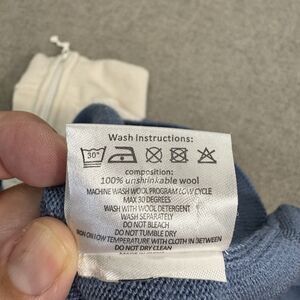 Wash instructions:
30°
composition:
100% unshrinkable wool
MACHINE WASH WOOL PROGRAM LOW CYCLE
MAX 30 DEGREES
WASH WITH WOOL DETERGENT
WASH SEPARATELY
DO NOT BLEACH
DO NOT TUMBLE DRY
IRON ON LOW TEMPERATURE WITH CLOTH IN BETWEEN
DO NOT DRY CLEAN